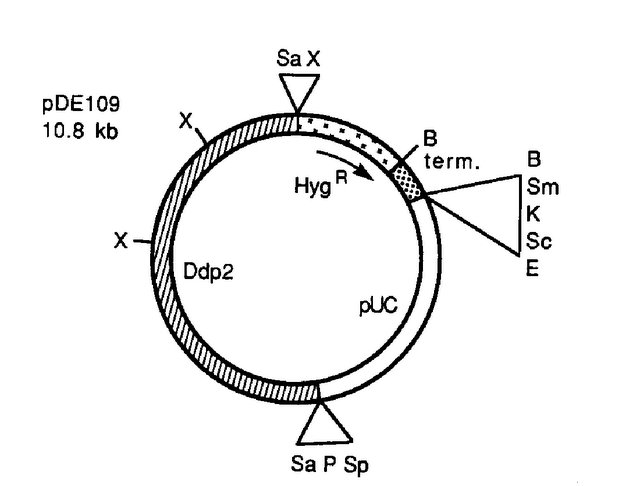 Sa X
pDE109
10.8 kb
X
B
term.
Hyg R
B
Sm
K
Sc
E
X
Ddp2
pUC
Sa P Sp